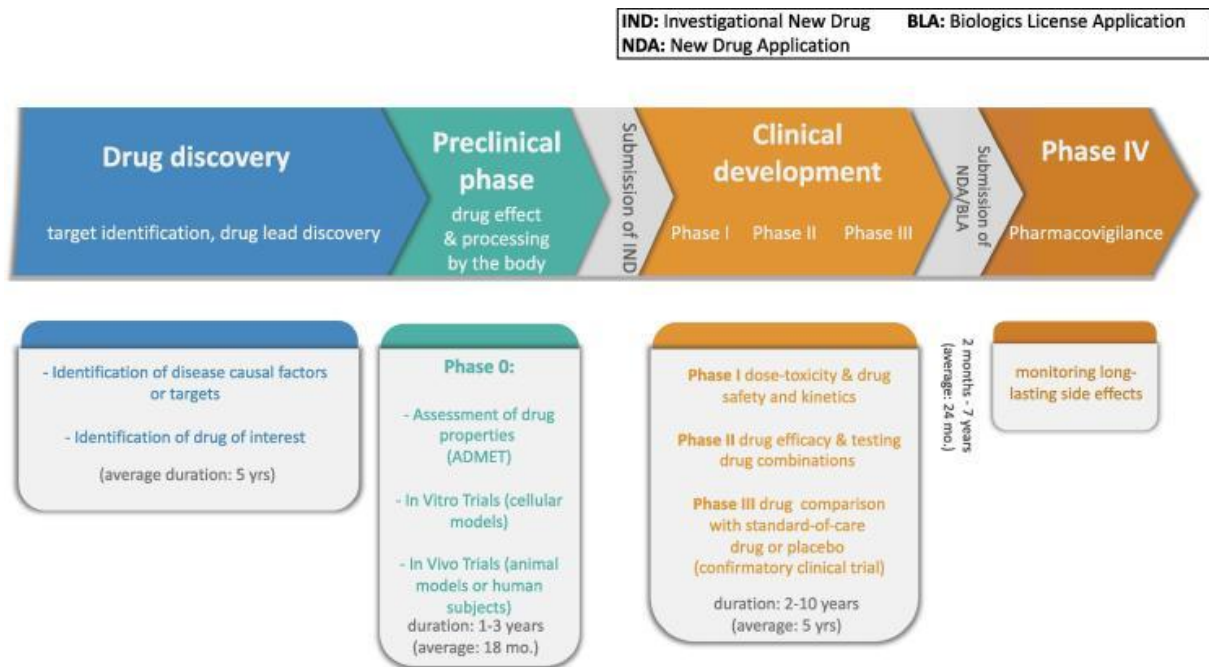 IND: Investigational New Drug BLA: Biologics License Application
NDA: New Drug Application
Drug discovery
target identification, drug lead discovery
Preclinical
phase
drug effect
& processing
by the body
Submission of IND
Clinical
development
Phase I Phase II Phase III
Submission of
NDA/BLA
Phase IV
Pharmacovigilance
- Identification of disease causal factors
or targets
- Identification of drug of interest
(average duration: 5 yrs)
Phase 0:
- Assessment of drug
properties
(ADMET)
- In Vitro Trials (cellular
models)
- In Vivo Trials (animal
models or human
subjects)
duration: 1-3 years
(average: 18 mo.)
Phase I dose-toxicity & drug
safety and kinetics
Phase II drug efficacy & testing
drug combinations
Phase III drug comparison
with standard-of-care
drug or placebo
(confirmatory clinical trial)
duration: 2-10 years
(average: 5 yrs)
2 months - 7 years
(average: 24 mo.)
monitoring long-
lasting side effects